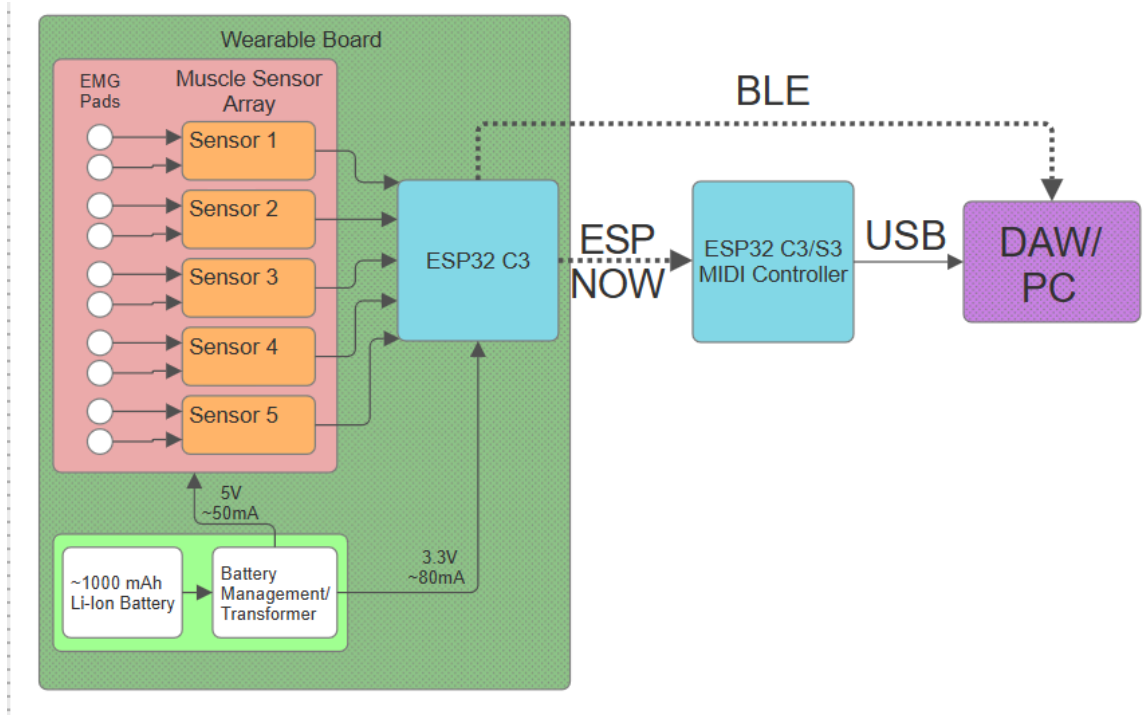 Wearable Board
EMG
Pads
Muscle Sensor
Array
Sensor 1
Sensor 2
Sensor 3
Sensor 4
Sensor 5
ESP32 C3
BLE
ESP
NOW
ESP32 C3/S3
MIDI Controller
USB
DAW/
PC
5V
~50mA
3.3V
~80mA
~1000 mAh
Li-Ion Battery
Battery
Management/
Transformer